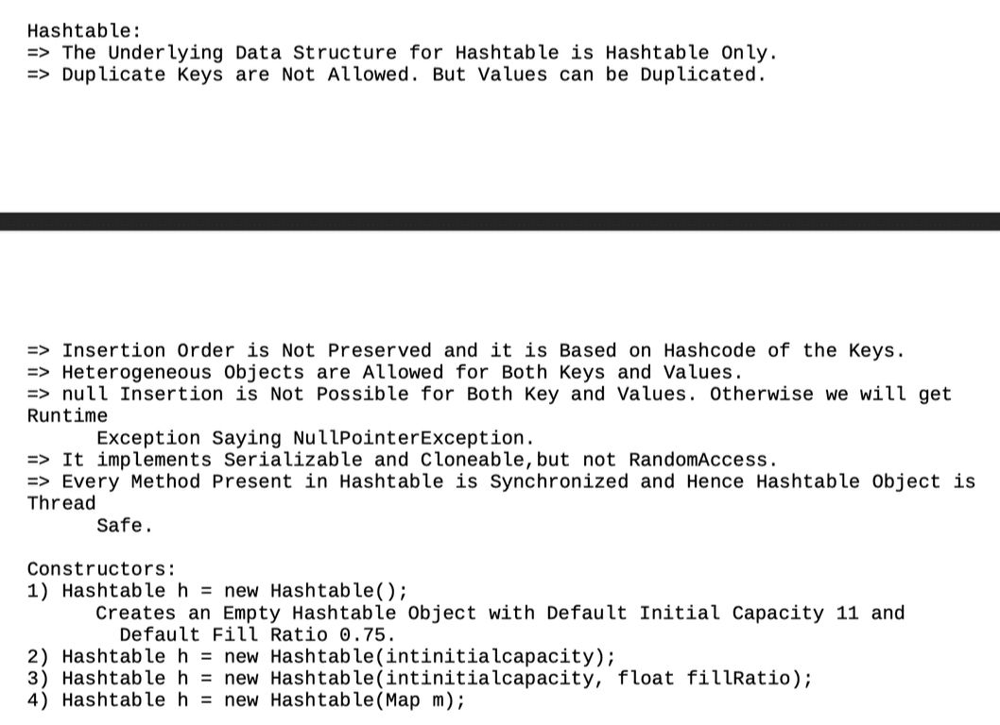 Hashtable:
=> The Underlying Data Structure for Hashtable is Hashtable Only.
=> Duplicate Keys are Not Allowed. But Values can be Duplicated.
=> Insertion Order is Not Preserved and it is Based on Hashcode of the Keys.
=> Heterogeneous Objects are Allowed for Both Keys and Values.
=> null Insertion is Not Possible for Both Key and Values. Otherwise we will get
Runtime
Exception Saying NullPointerException.
=> It implements Serializable and Cloneable,but not RandomAccess.
=> Every Method Present in Hashtable is Synchronized and Hence Hashtable Object is
Thread
Safe.
Constructors:
1) Hashtable h = new Hashtable();
Creates an Empty Hashtable Object with Default Initial Capacity 11 and
Default Fill Ratio 0.75.
2) Hashtable h = new Hashtable(intinitialcapacity);
3) Hashtable h = new Hashtable(intinitialcapacity, float fillRatio);
4) Hashtable h = new Hashtable(Map m);